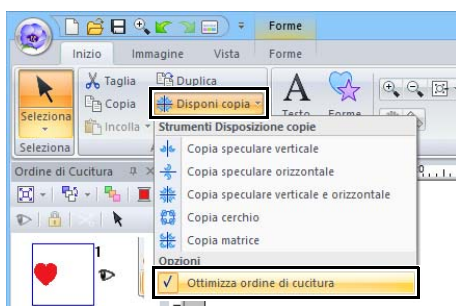 Forme
Inizio Immagine Vista Forme
Taglia Duplica
Seleziona Copia Disponi copia
Incolla
Seleziona
Strumenti Disposizione copie
Copia speculare verticale
Ordine di Cucitura
Copia speculare orizzontale
Copia speculare verticale e orizzontale
Copia cerchio
Copia matrice
1
Opzioni
Ottimizza ordine di cucitura